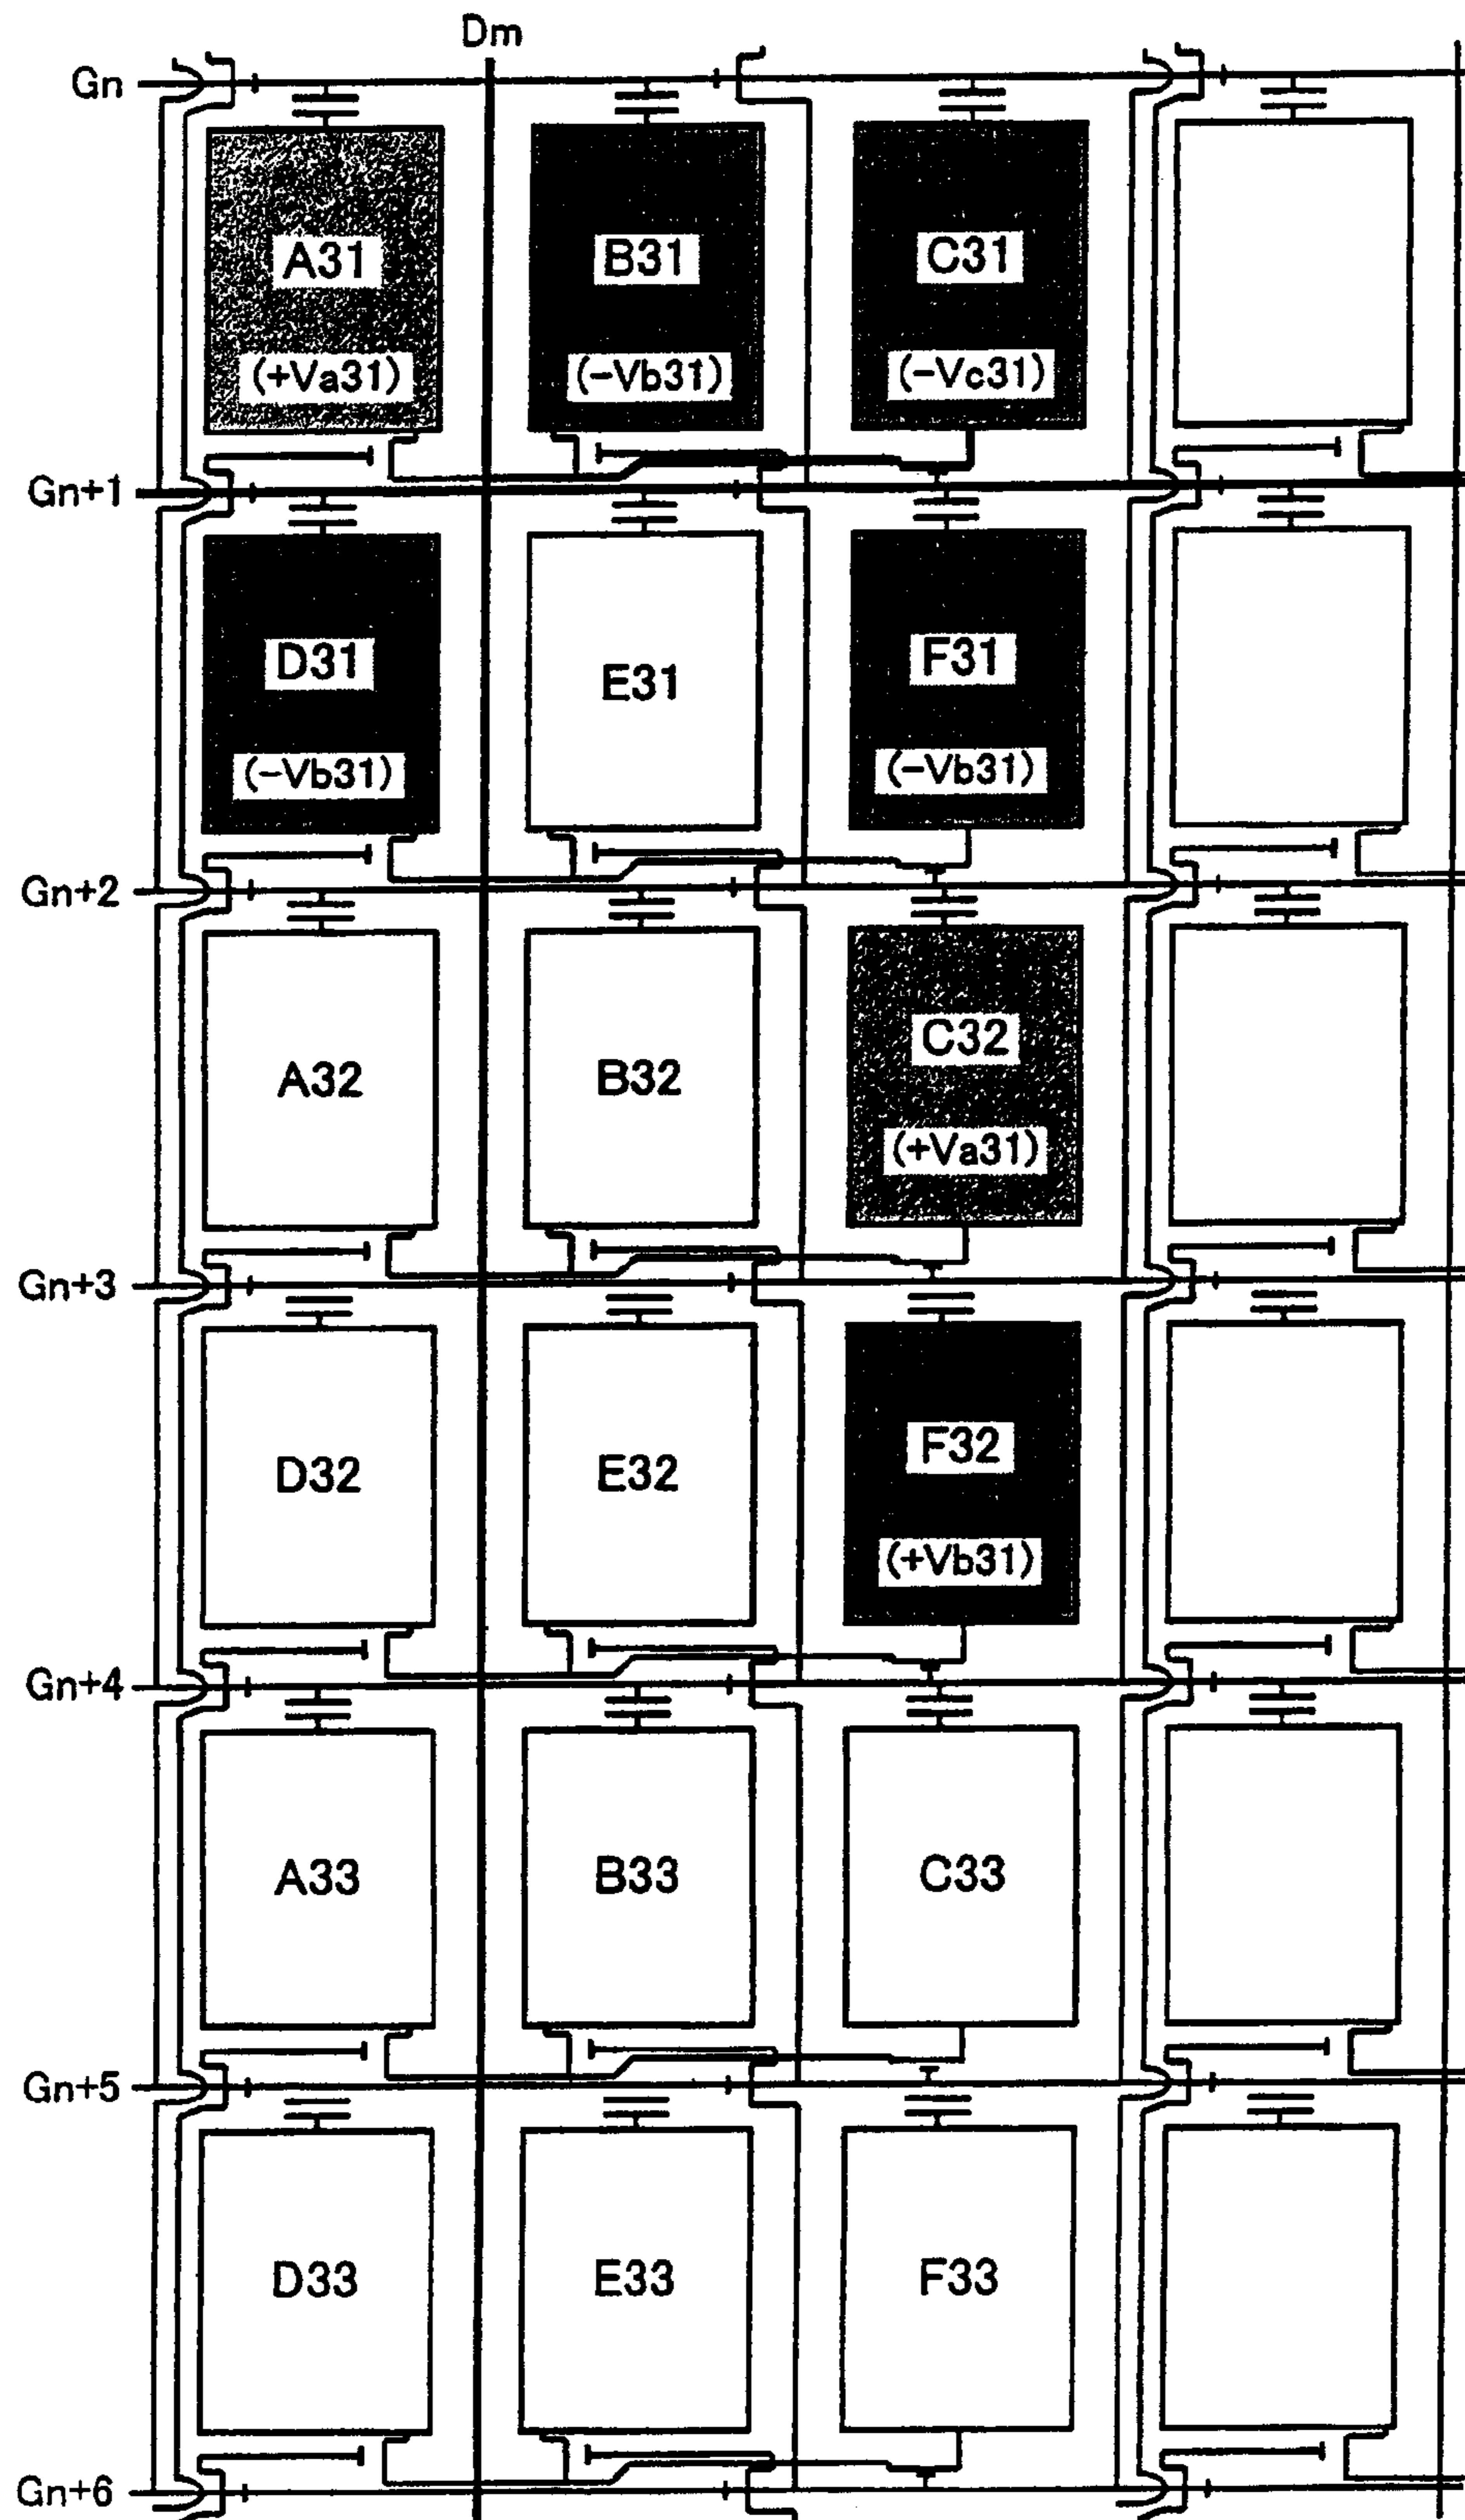 Dm
Gn
A31
B31
C31
(+Va31)
(−Vb31)
(−Vc31)
Gn+1
D31
E31
F31
(−Vb31)
(−Vb31)
Gn+2
A32
B32
C32
(+Va31)
Gn+3
D32
E32
F32
(+Vb31)
Gn+4
A33
B33
C33
Gn+5
D33
E33
F33
Gn+6